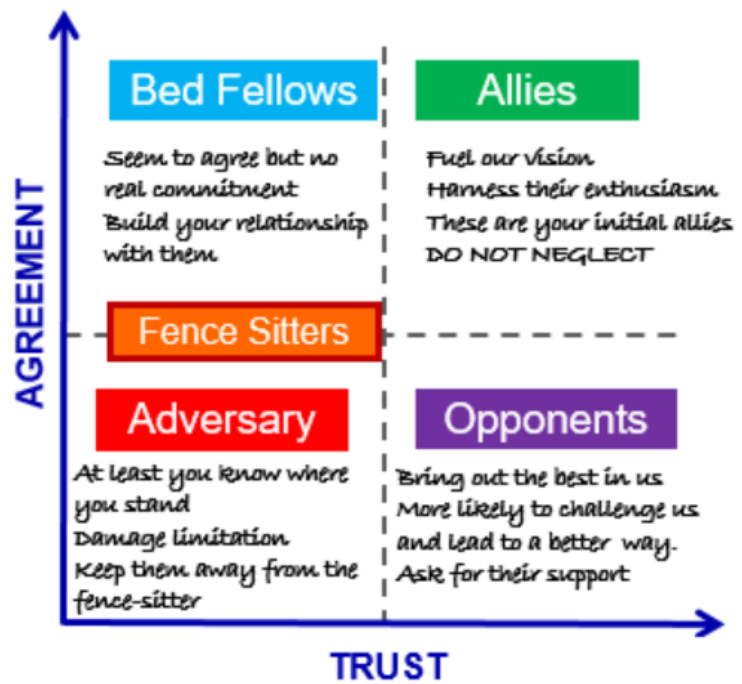 AGREEMENT
Bed Fellows
Seem to agree but no
real commitment
Build your relationship
with them
Allies
Fuel our vision
Harness their enthusiasm
These are your initial allies
DO NOT NEGLECT
Fence Sitters
Adversary
At least you know where
you stand
Damage limitation
Keep them away from the
fence-sitter
Opponents
Bring out the best in us
More likely to challenge us
and lead to a better way.
Ask for their support
TRUST